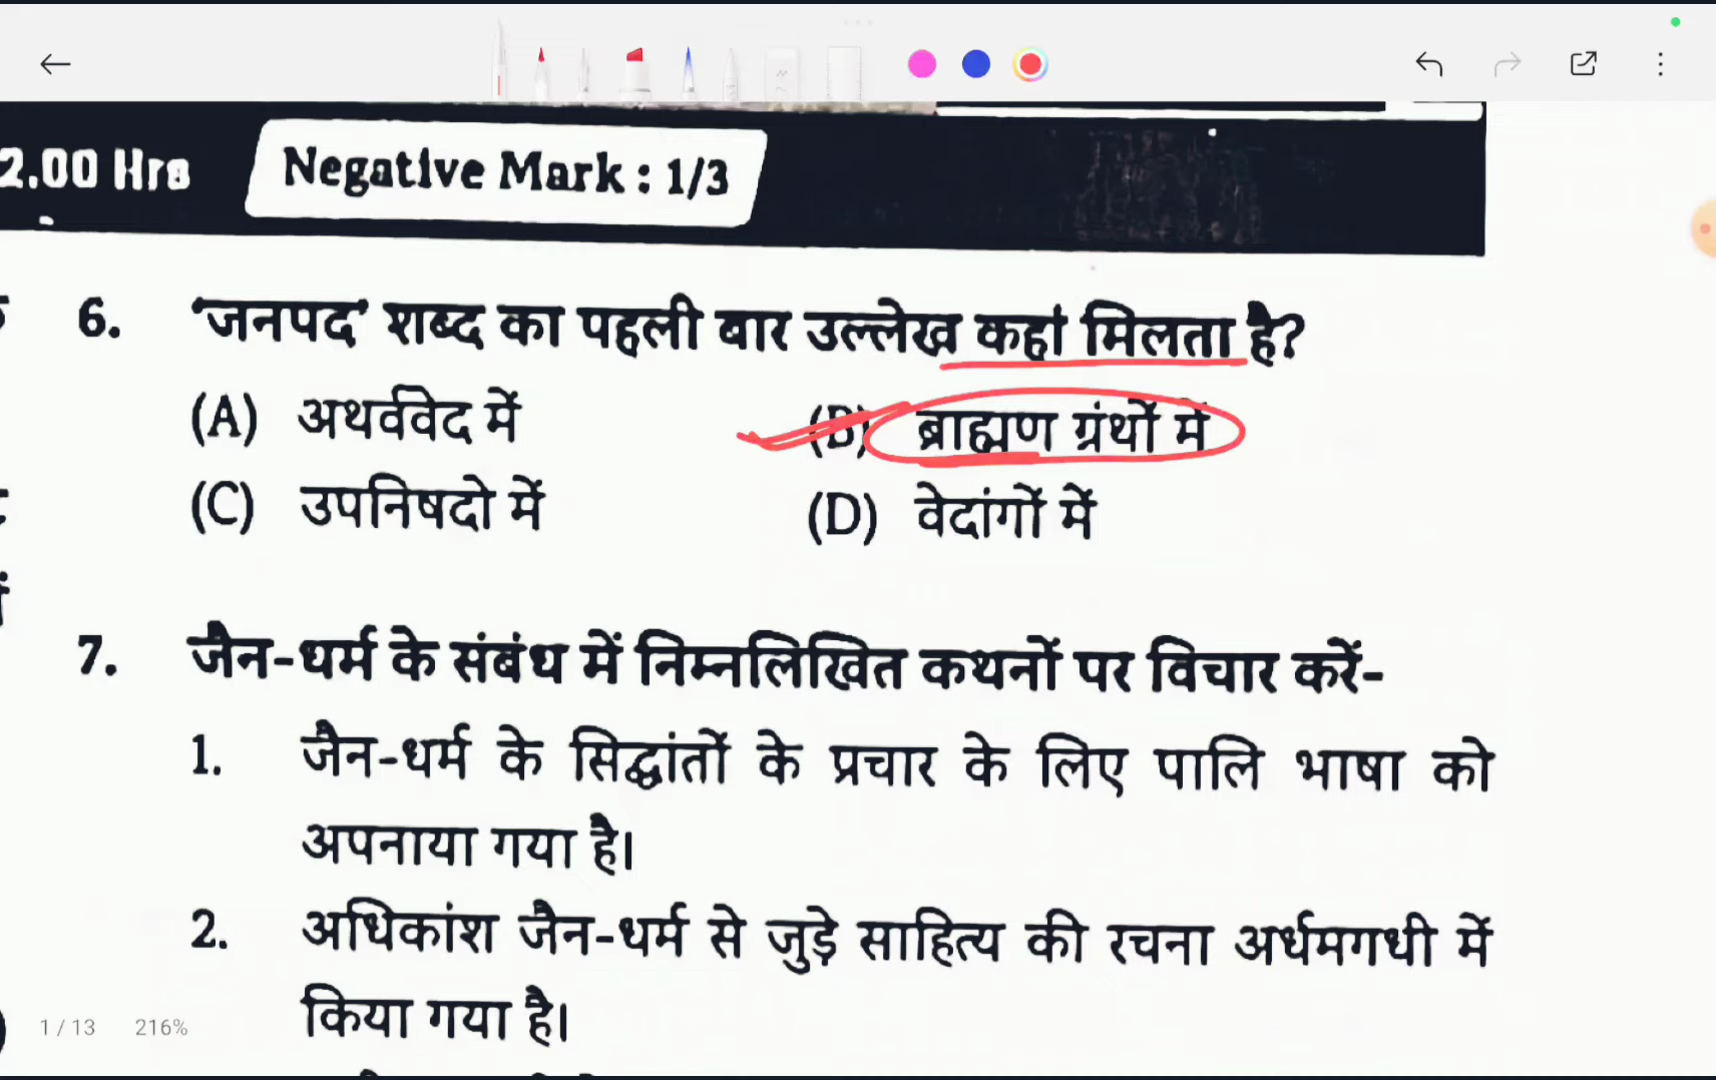 2.00 Hrs
Negative Mark : 1/3
6. 'जनपद' शब्द का पहली बार उल्लेख कहां मिलता है?
(A) अथर्ववेद में (B) ब्राह्मण ग्रंथों में
(C) उपनिषदो में (D) वेदांगों में
7. जैन-धर्म के संबंध में निम्नलिखित कथनों पर विचार करें-
1. जैन-धर्म के सिद्धांतों के प्रचार के लिए पालि भाषा को
अपनाया गया है।
2. अधिकांश जैन-धर्म से जुड़े साहित्य की रचना अर्धमगधी में
किया गया है।
1 / 13 216%